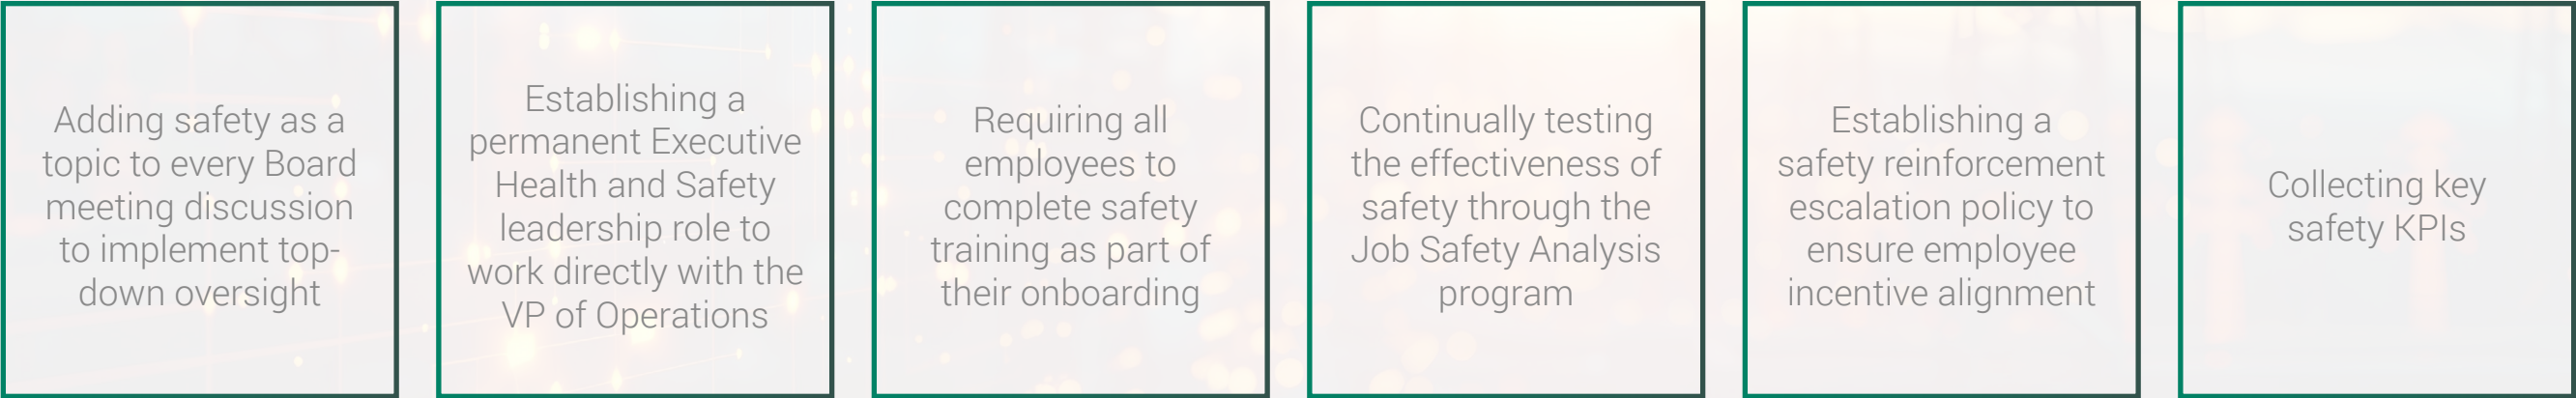 Adding safety as a
topic to every Board
meeting discussion
to implement top-
down oversight
Establishing a
permanent Executive
Health and Safety
leadership role to
work directly with the
VP of Operations
Requiring all
employees to
complete safety
training as part of
their onboarding
Continually testing
the effectiveness of
safety through the
Job Safety Analysis
program
Establishing a
safety reinforcement
escalation policy to
ensure employee
incentive alignment
Collecting key
safety KPIs